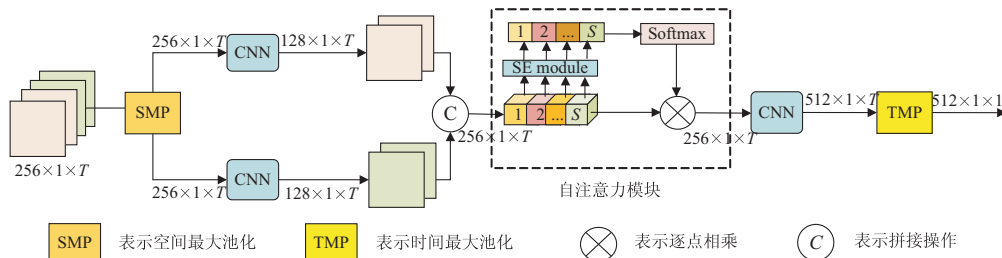 256×1×T
SMP
256×1×T
CNN
128×1×T
256×1×T
CNN
128×1×T
C
256×1×T
1 2 ... S
Softmax
SE module
1 2 ... S
256×1×T
自注意力模块
CNN
512×1×T
TMP
512×1×1
SMP 表示空间最大池化
TMP 表示时间最大池化
表示逐点相乘
C 表示拼接操作